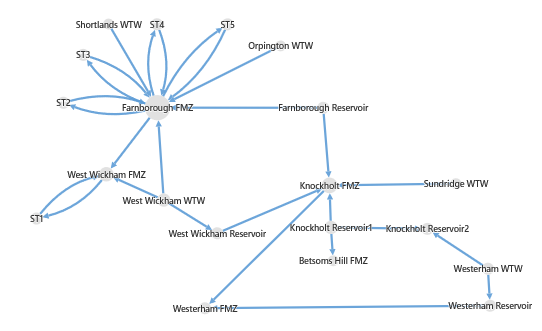 Shortlands WTW
ST4
ST5
Orpington WTW
ST3
ST2
Farnborough FMZ
Farnborough Reservoir
West Wickham FMZ
Knockholt FMZ
Sundridge WTW
West Wickham WTW
ST1
West Wickham Reservoir
Knockholt Reservoir1
Knockholt Reservoir2
Betsoms Hill FMZ
Westerham WTW
Westerham FMZ
Westerham Reservoir